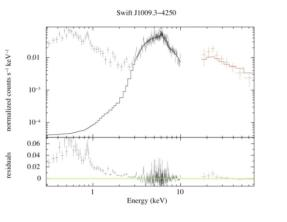 Swift J1009.3−4250
normalized counts s⁻¹ keV⁻¹
0.01
10⁻³
10⁻⁴
residuals
0.06
0.04
0.02
0
1
10
Energy (keV)